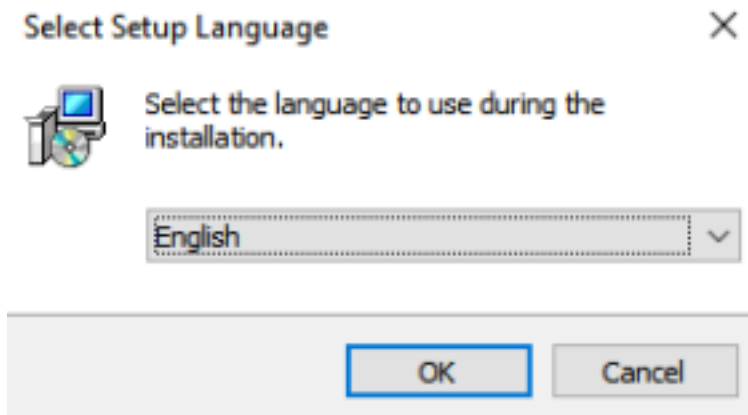 Select Setup Language
Select the language to use during the
installation.
English
OK
Cancel